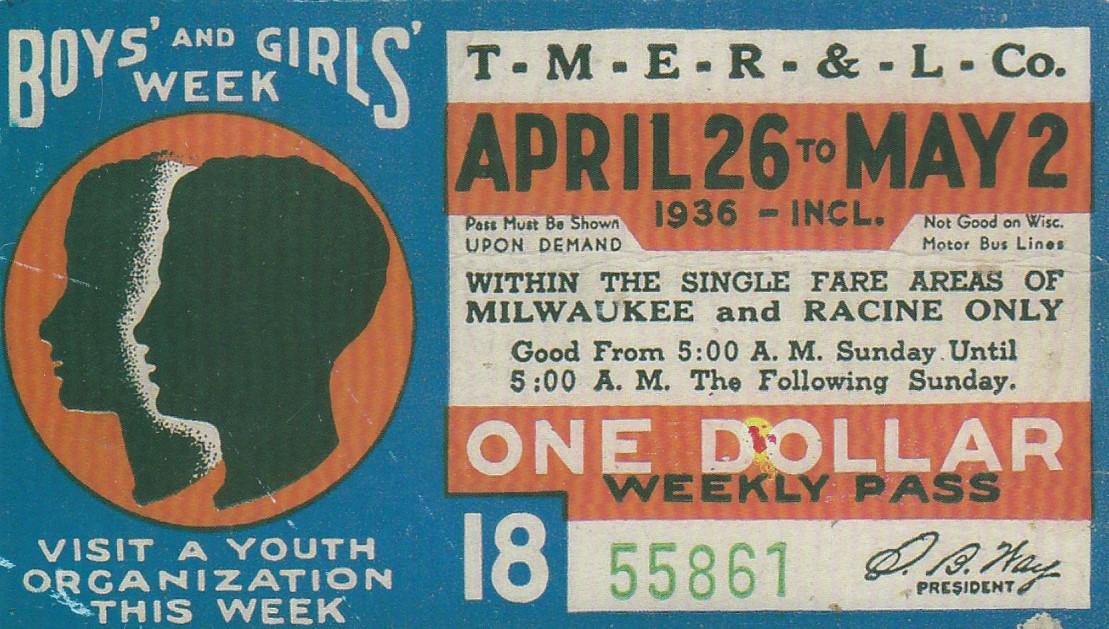 BOYS' AND GIRLS'
WEEK
VISIT A YOUTH
ORGANIZATION
THIS WEEK
T-M-E-R-&-L-Co.
APRIL 26 TO MAY 2
1936 - INCL.
Pass Must Be Shown
UPON DEMAND
Not Good on Wisc.
Motor Bus Lines
WITHIN THE SINGLE FARE AREAS OF
MILWAUKEE and RACINE ONLY
Good From 5:00 A. M. Sunday Until
5:00 A. M. The Following Sunday.
ONE DOLLAR
WEEKLY PASS
18
55861
S. B. Way
PRESIDENT